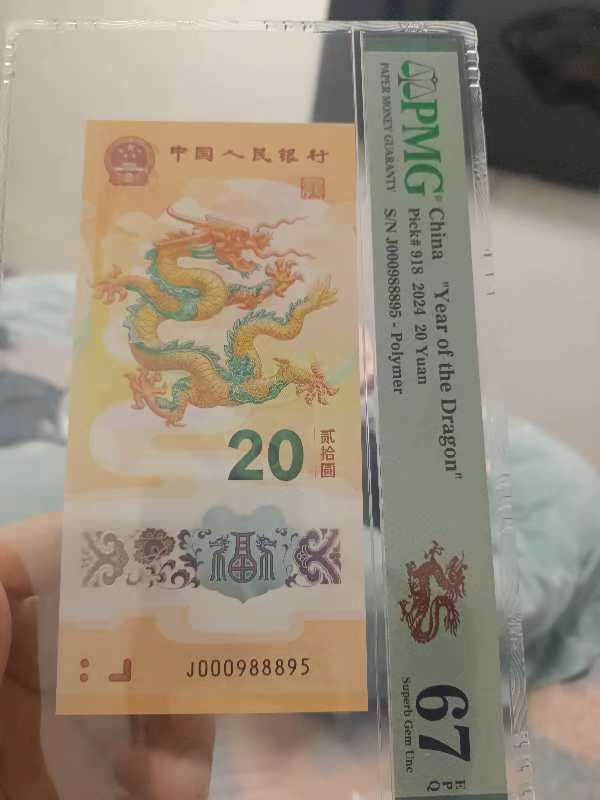 中国人民银行
20
贰拾圆
J000988895
PMG
PAPER MONEY GUARANTY
China "Year of the Dragon"
Pick# 918 2024 20 Yuan
S/N J000988895 - Polymer
67
EPQ
Superb Gem Unc